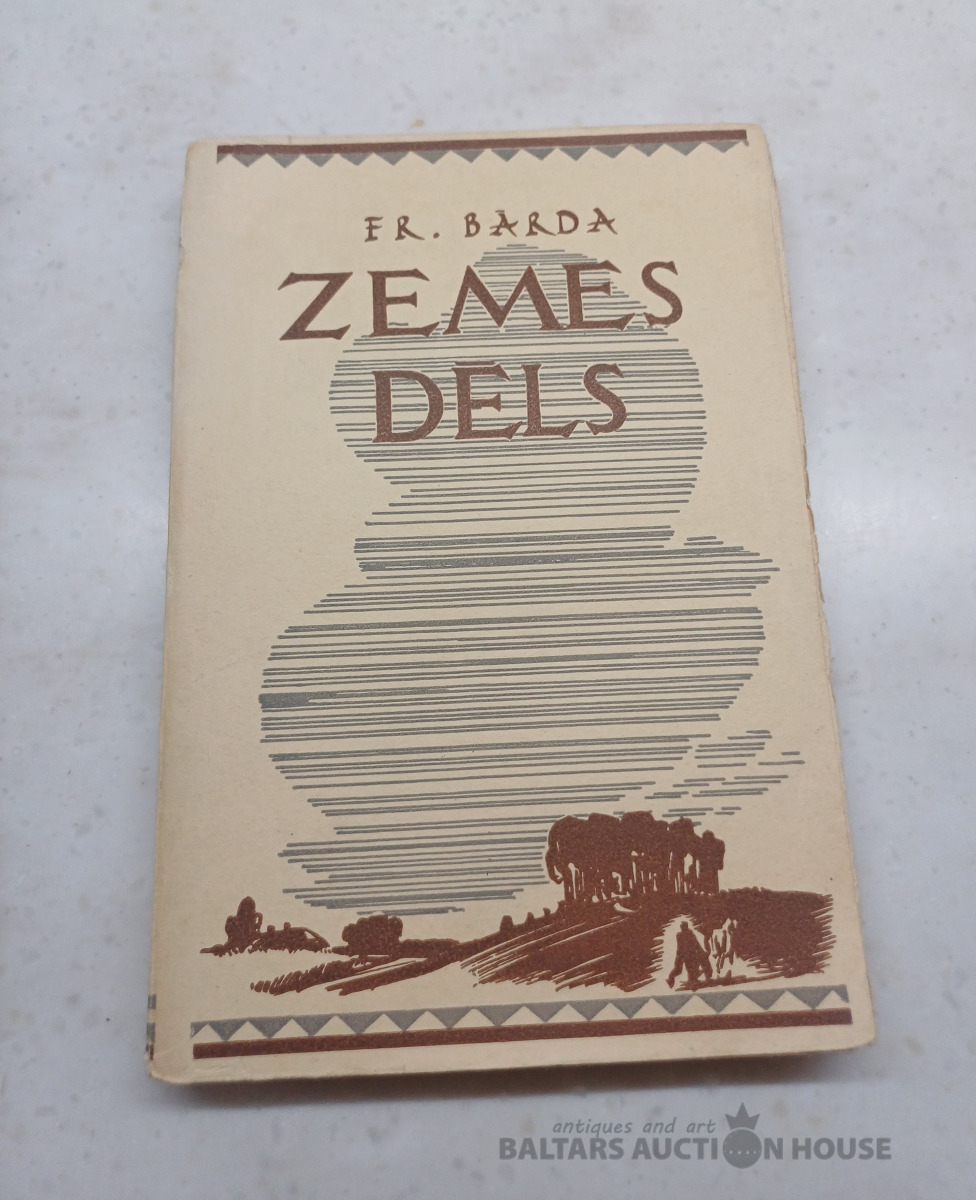 FR. BĀRDA
ZEMES
DĒLS
antiques and art
BALTARS AUCTION HOUSE